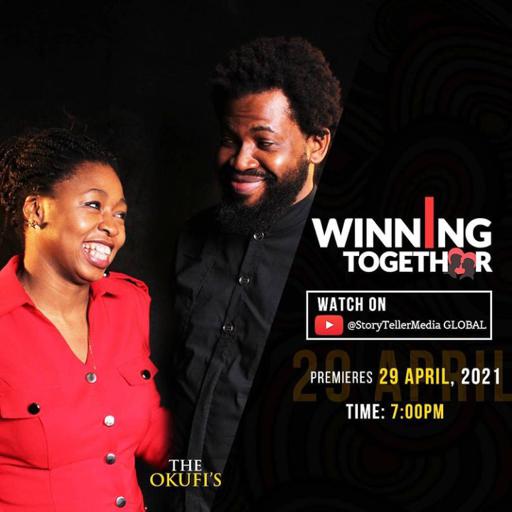 WINNING
TOGETHER
WATCH ON
@StoryTellerMedia GLOBAL
29 APRIL
PREMIERES 29 APRIL, 2021
TIME: 7:00PM
THE
OKUFI'S